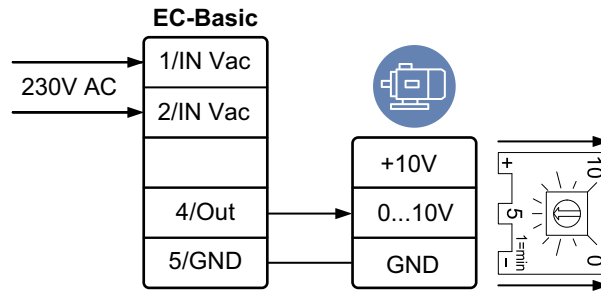 EC-Basic
1/IN Vac
230V AC
2/IN Vac
+10V
4/Out
0...10V
5/GND
GND
+
10
5
1=min
-
0